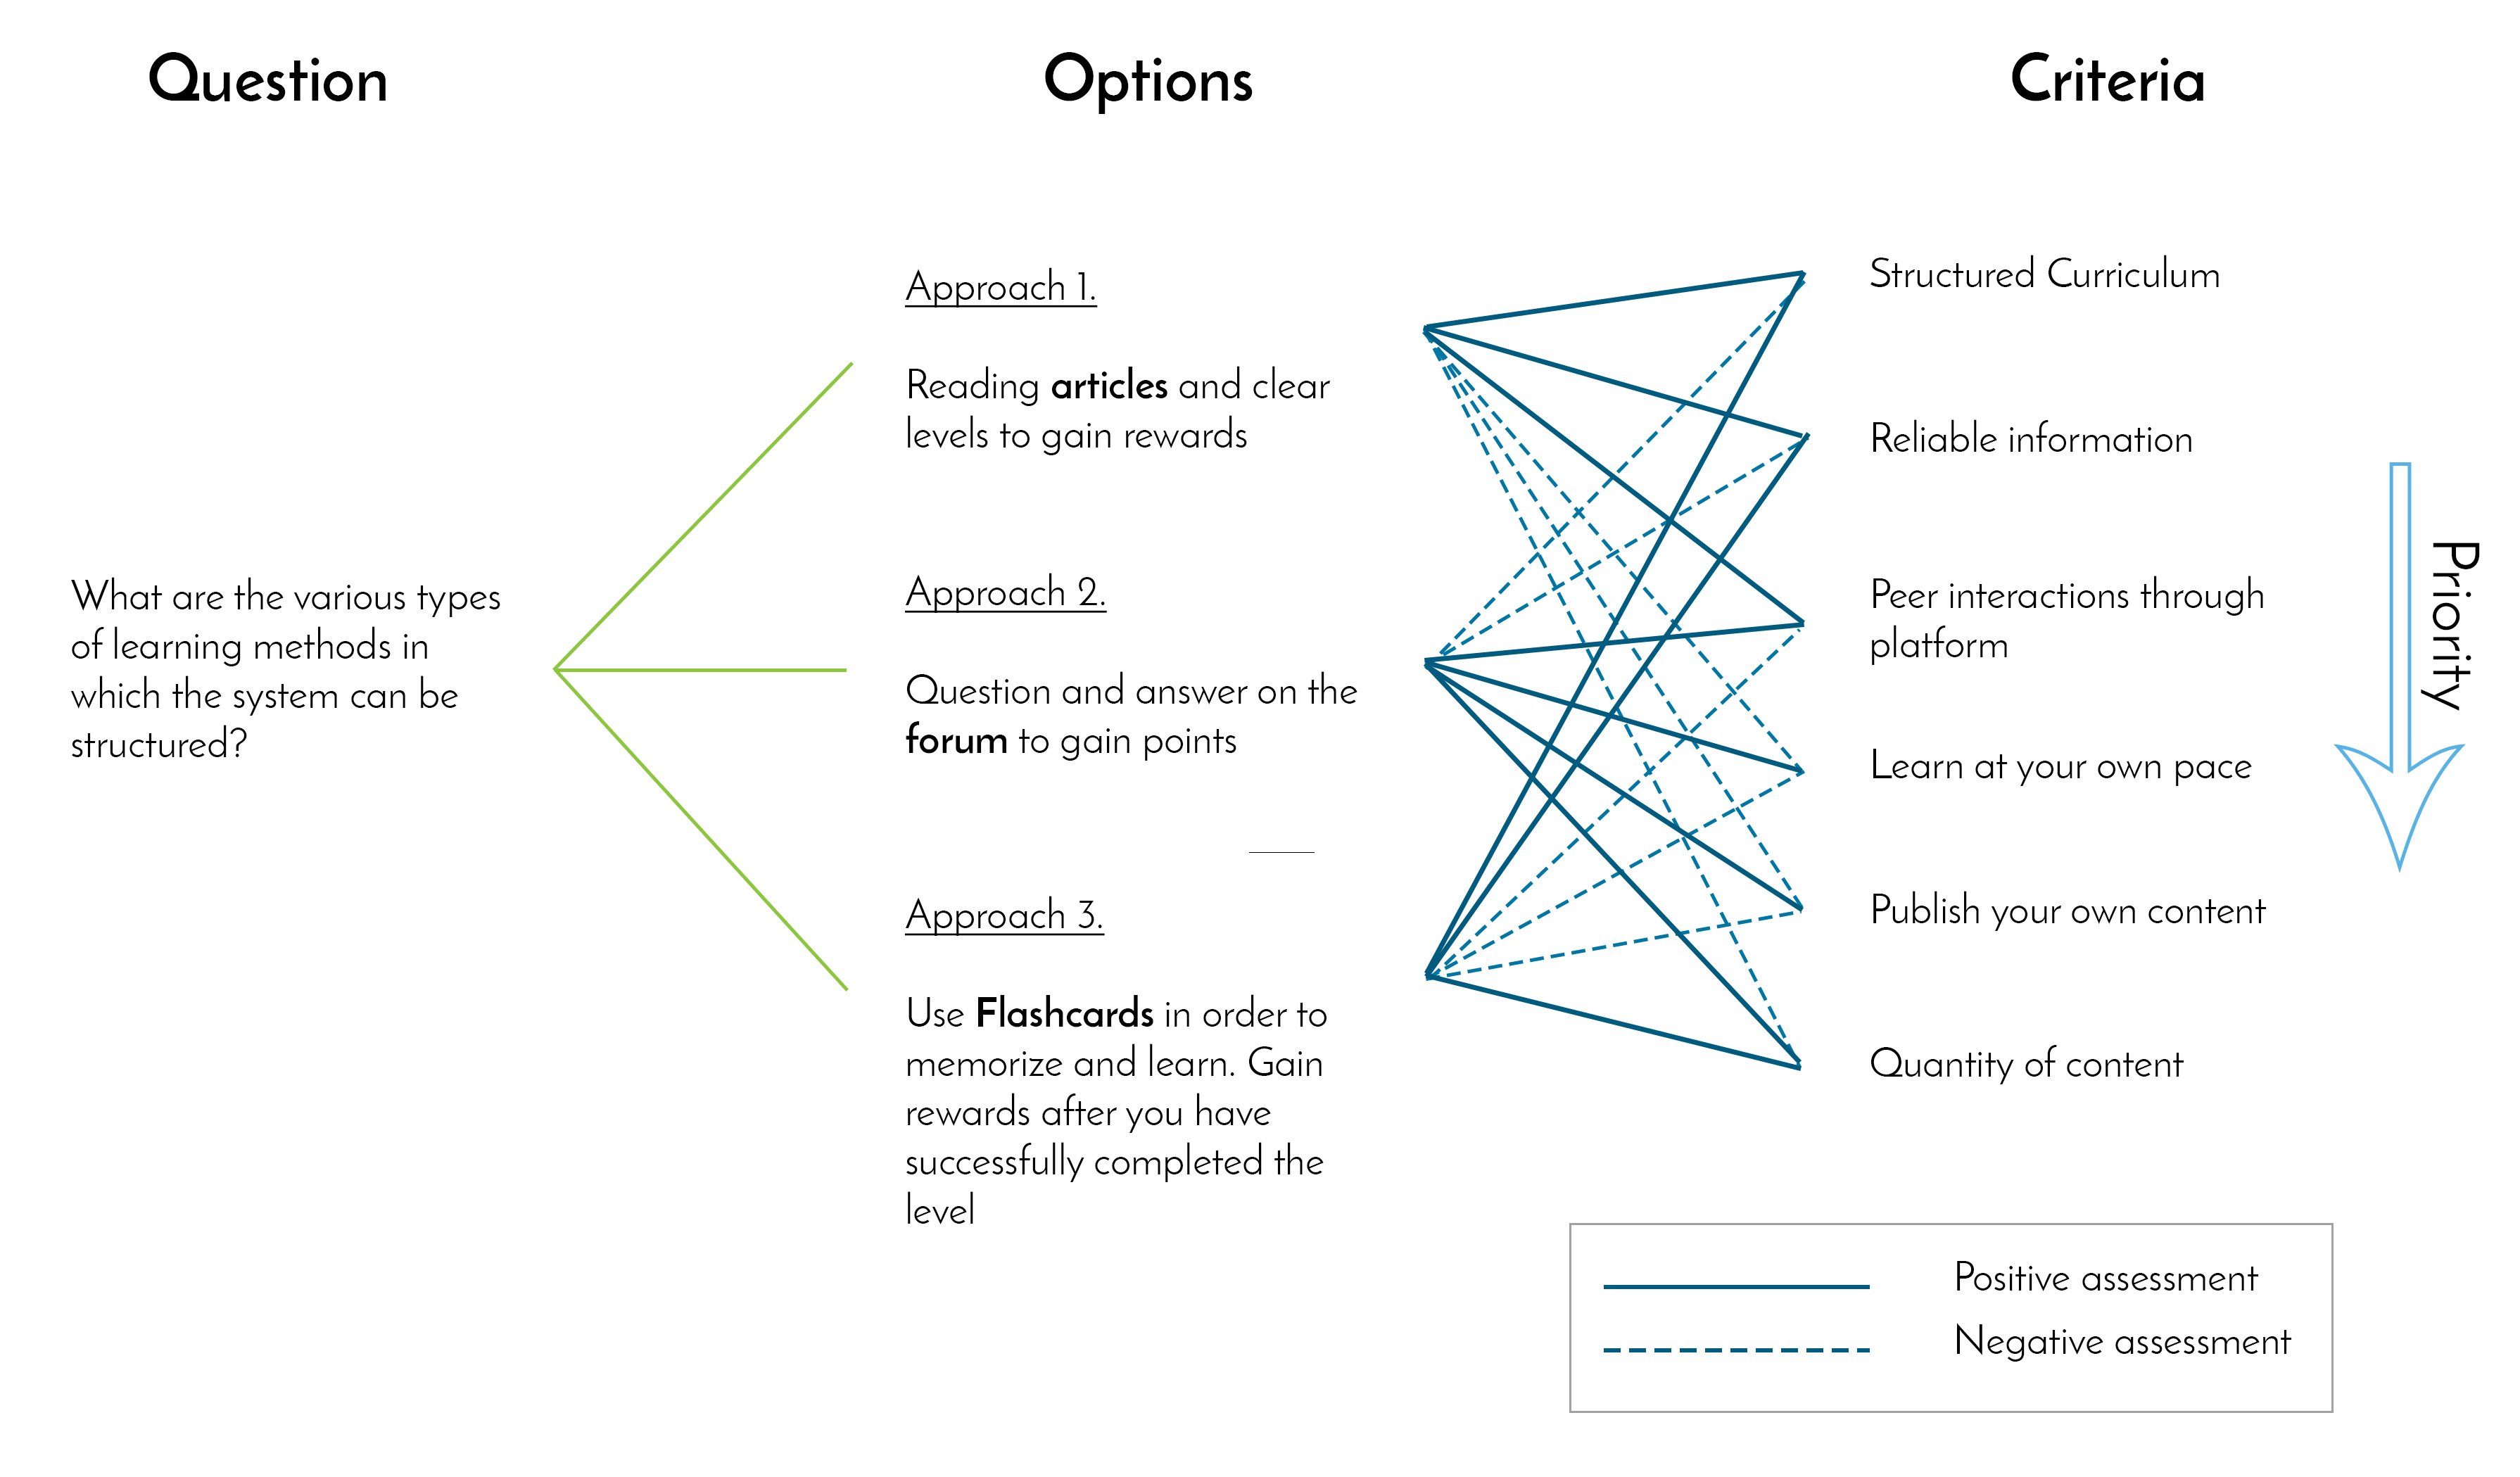 Question
Options
Criteria
What are the various types
of learning methods in
which the system can be
structured?
Approach 1.
Reading articles and clear
levels to gain rewards
Approach 2.
Question and answer on the
forum to gain points
Approach 3.
Use Flashcards in order to
memorize and learn. Gain
rewards after you have
successfully completed the
level
Structured Curriculum
Reliable information
Peer interactions through
platform
Learn at your own pace
Publish your own content
Quantity of content
Priority
Positive assessment
Negative assessment